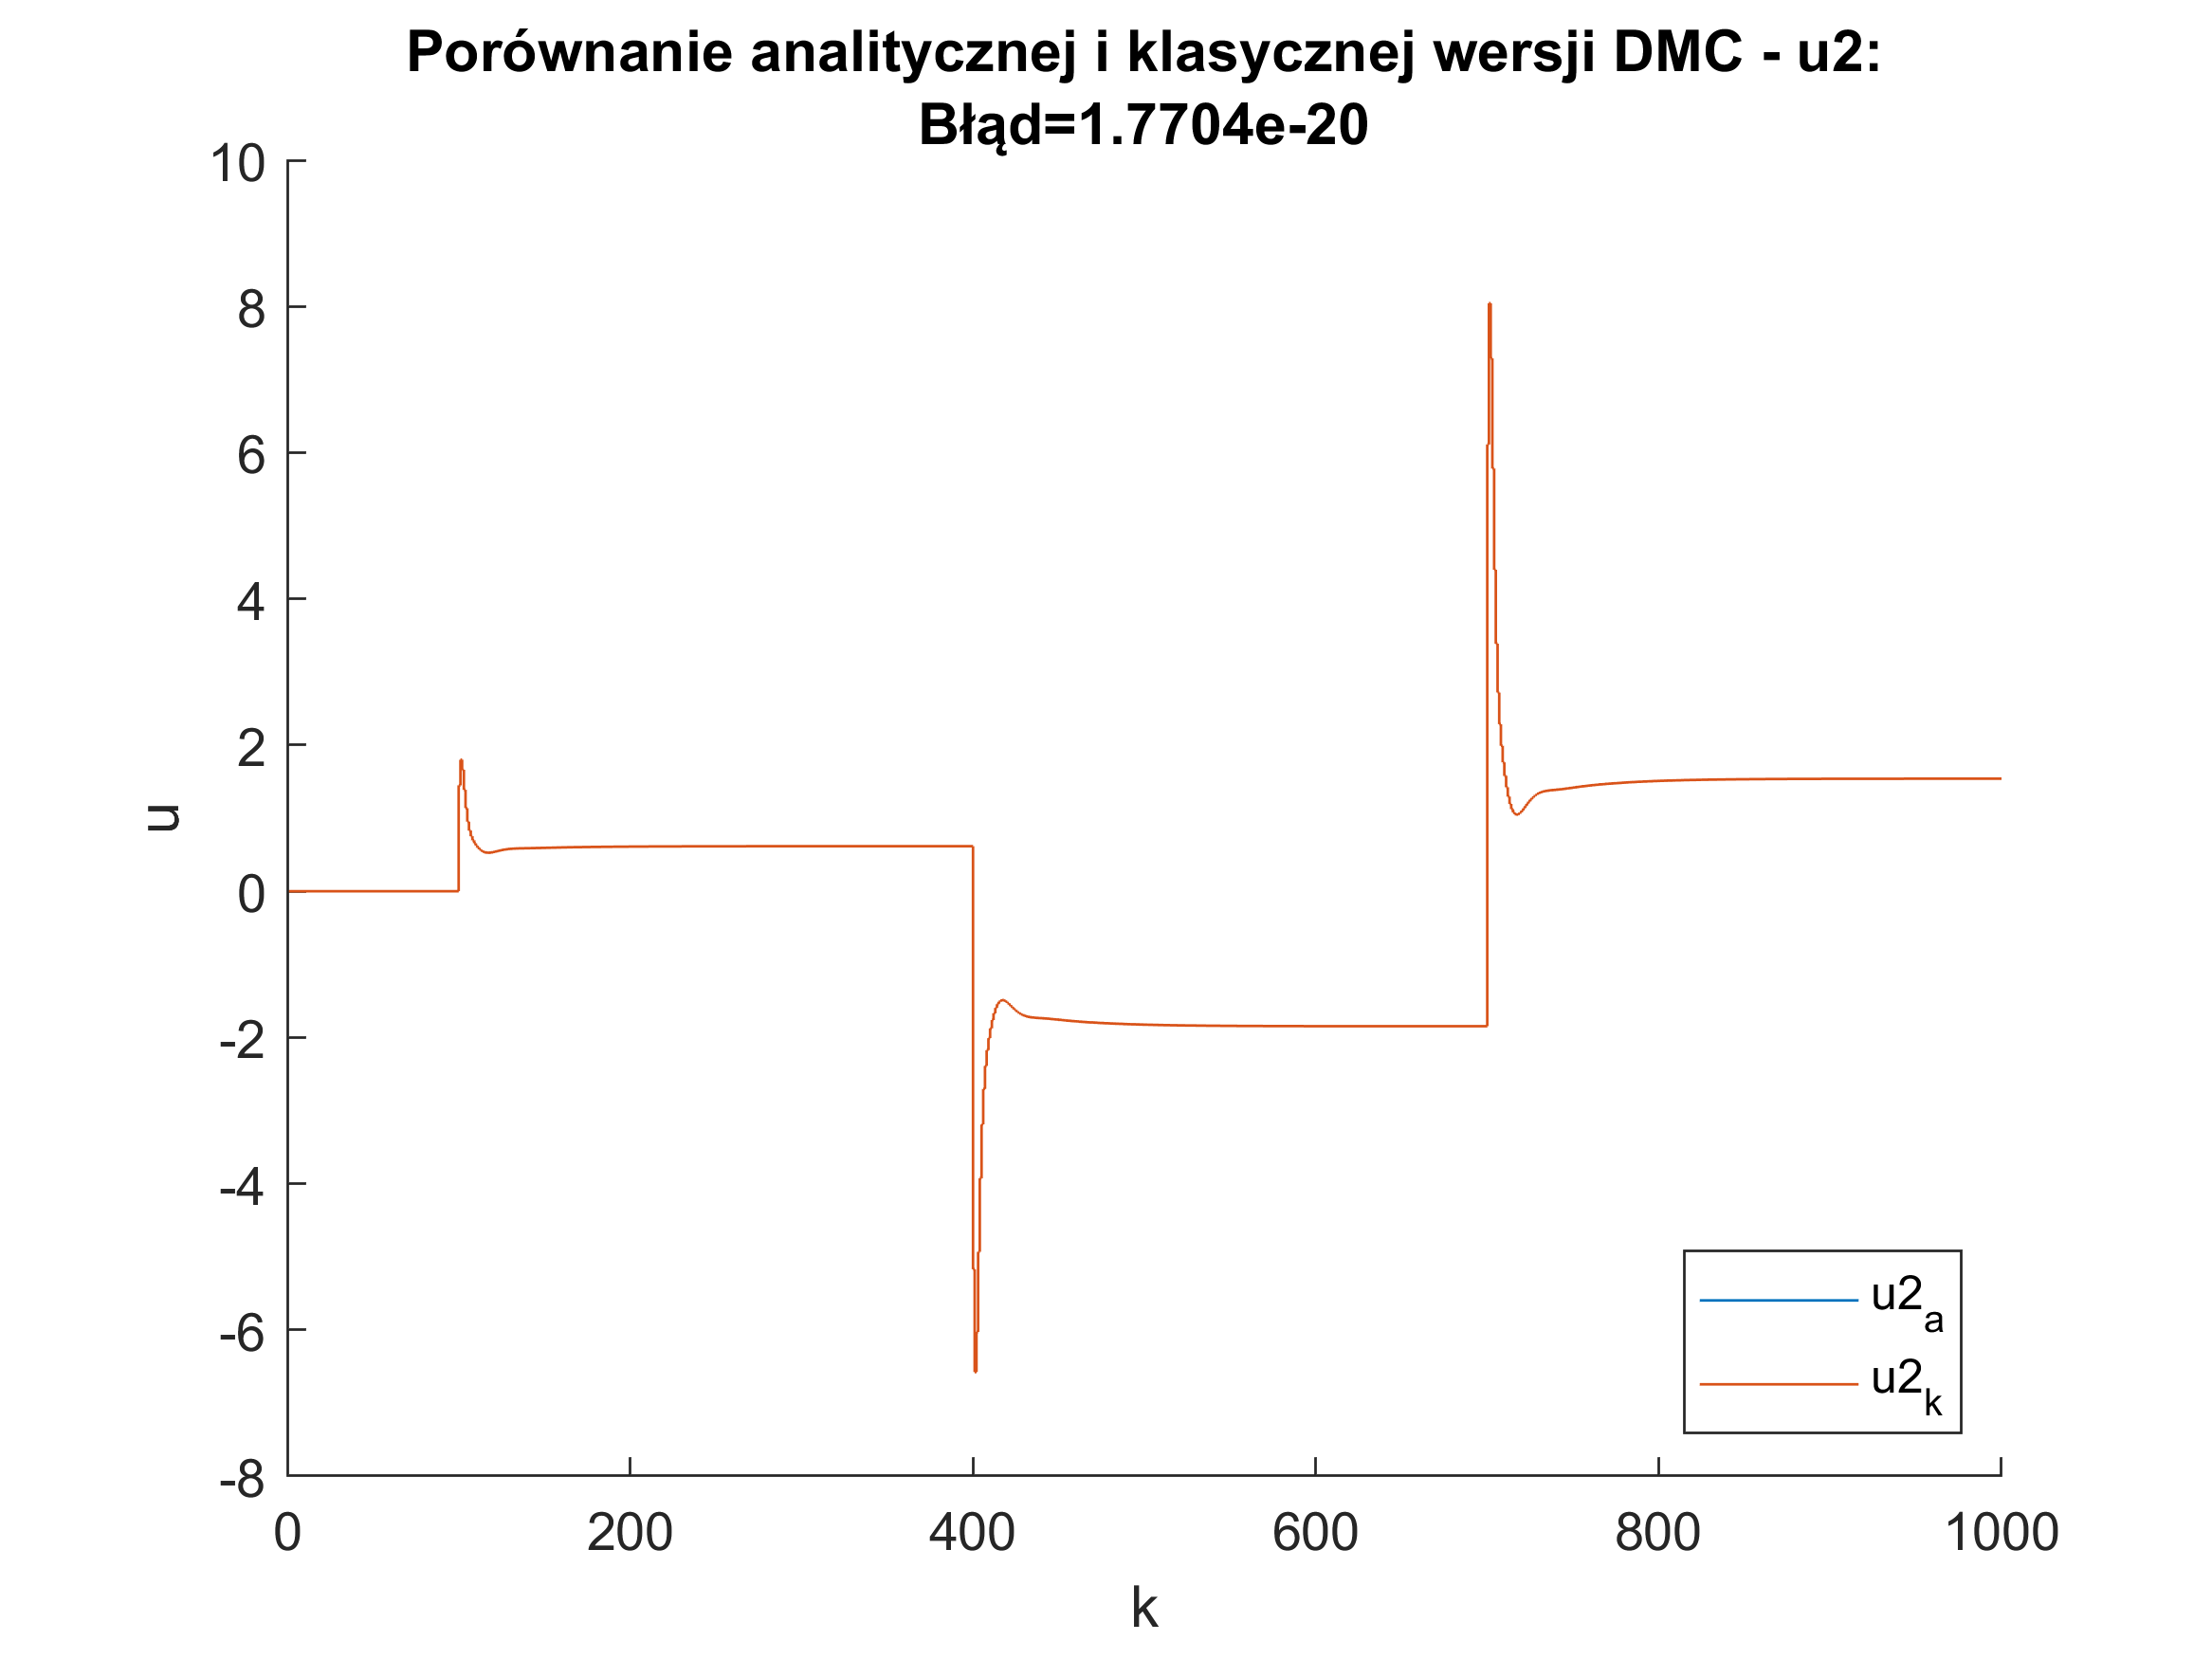 Porównanie analitycznej i klasycznej wersji DMC - u2:
Błąd=1.7704e-20
10
8
6
4
2
0
-2
-4
-6
-8
u
0 200 400 600 800 1000
k
u2a
u2k